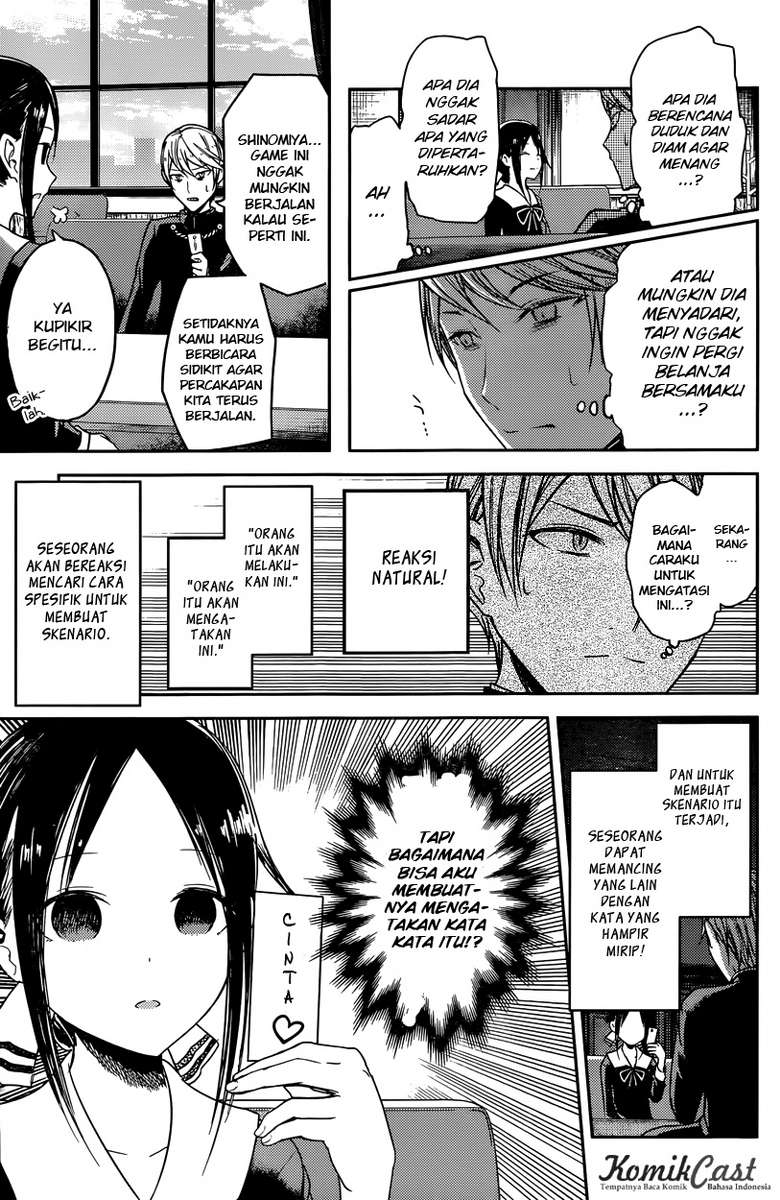 APA DIA
BERENCANA
DUDUK DAN
DIAM AGAR
MENANG
...?
APA DIA
NGGAK
SADAR
APA YANG
DIPERTA-
RUHKAN?
AH
...
ATAU
MUNGKIN DIA
MENYADARI,
TAPI NGGAK
INGIN PERGI
BELANJA
BERSAMAKU
...?
SHINOMIYA...
GAME INI
NGGAK
MUNGKIN
BERJALAN
KALAU SE-
PERTI INI.
SETIDAKNYA
KAMU HARUS
BERBICARA
SIDIKIT AGAR
PERCAKAPAN
KITA TERUS
BERJALAN.
YA
KUPIKIR
BEGITU...
Baik-
lah.
SEKA-
RANG
...
BAGAI-
MANA
CARAKU
UNTUK
MENGATASI
INI...?
REAKSI
NATURAL!
"ORANG
ITU AKAN
MELAKU-
KAN INI."
"ORANG
ITU AKAN
MENGA-
TAKAN
INI."
SESEORANG
AKAN BEREAKSI
MENCARI CARA
SPESIFIK UNTUK
MEMBUAT
SKENARIO.
DAN UNTUK
MEMBUAT
SKENARIO ITU
TERJADI,
SESEORANG
DAPAT
MEMANCING
YANG LAIN
DENGAN
KATA YANG
HAMPIR
MIRIP!
TAPI
BAGAIMANA
BISA AKU
MEMBUAT-
NYA MENGA-
TAKAN KATA
KATA ITU!?
CINTA
KomikCast
Tempatnya Baca Komik Bahasa Indonesia